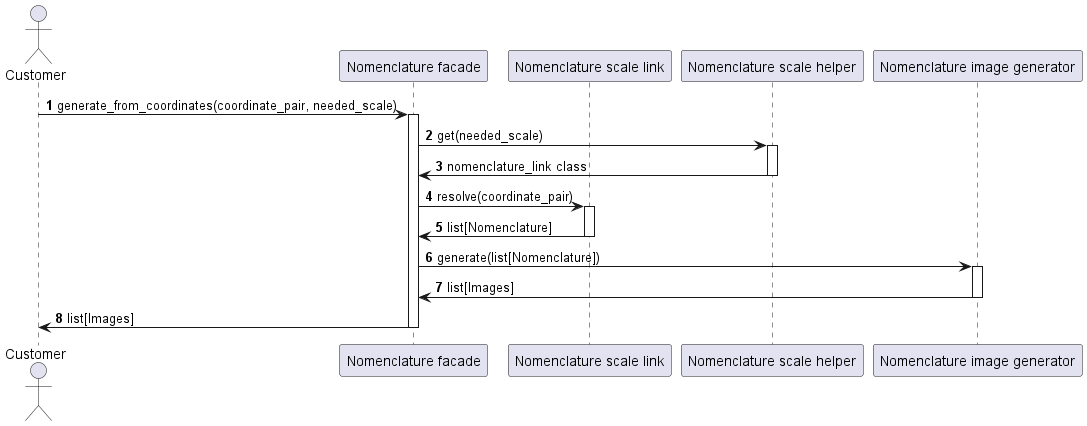 Customer
Nomenclature facade
Nomenclature scale link
Nomenclature scale helper
Nomenclature image generator
1 generate_from_coordinates(coordinate_pair, needed_scale)
2 get(needed_scale)
3 nomenclature_link class
4 resolve(coordinate_pair)
5 list[Nomenclature]
6 generate(list[Nomenclature])
7 list[Images]
8 list[Images]
Customer
Nomenclature facade
Nomenclature scale link
Nomenclature scale helper
Nomenclature image generator